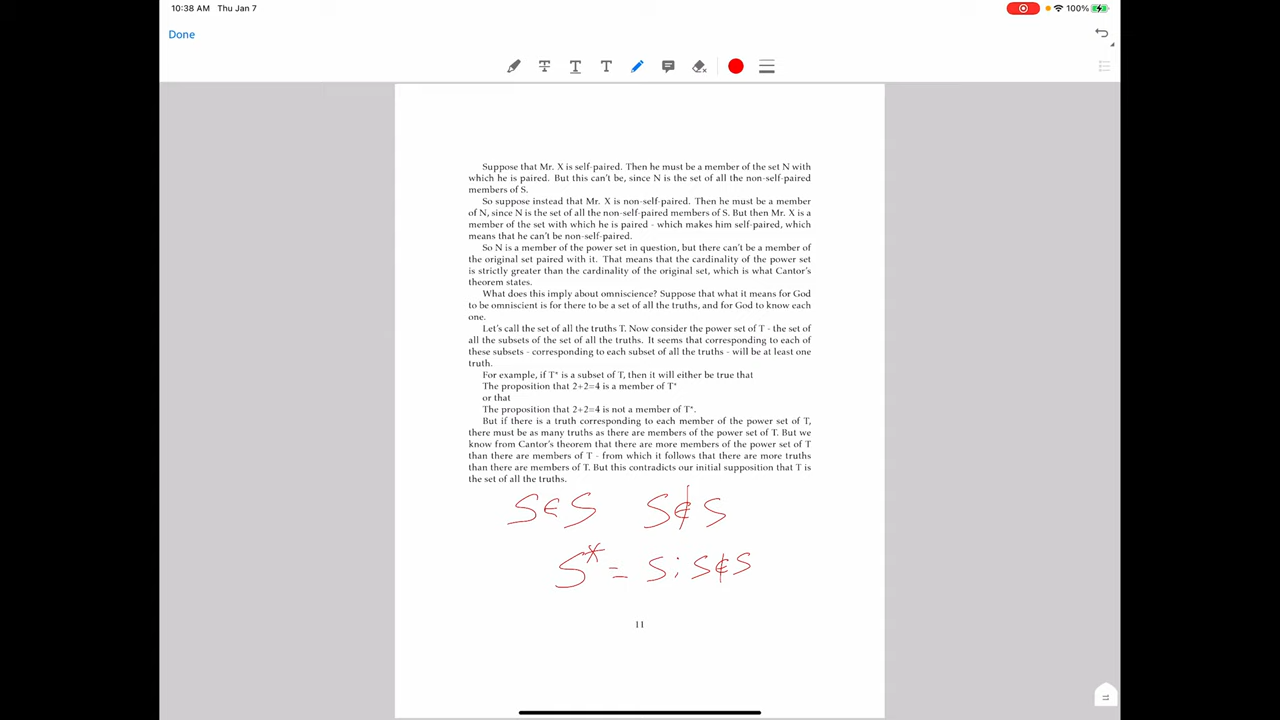 10:38 AM Thu Jan 7
100%
Done
T T T
Suppose that Mr. X is self-paired. Then he must be a member of the set N with
which he is paired. But this can't be, since N is the set of all the non-self-paired
members of S.
So suppose instead that Mr. X is non-self-paired. Then he must be a member
of N, since N is the set of all the non-self-paired members of S. But then Mr. X is a
member of the set with which he is paired - which makes him self-paired, which
means that he can't be non-self-paired.
So N is a member of the power set in question, but there can't be a member of
the original set paired with it. That means that the cardinality of the power set
is strictly greater than the cardinality of the original set, which is what Cantor's
theorem states.
What does this imply about omniscience? Suppose that what it means for God
to be omniscient is for there to be a set of all the truths, and for God to know each
one.
Let's call the set of all the truths T. Now consider the power set of T - the set of
all the subsets of the set of all the truths. It seems that corresponding to each of
these subsets - corresponding to each subset of all the truths - will be at least one
truth.
For example, if T* is a subset of T, then it will either be true that
The proposition that 2+2=4 is a member of T*
or that
The proposition that 2+2=4 is not a member of T*.
But if there is a truth corresponding to each member of the power set of T,
there must be as many truths as there are members of the power set of T. But we
know from Cantor's theorem that there are more members of the power set of T
than there are members of T - from which it follows that there are more truths
than there are members of T. But this contradicts our initial supposition that T is
the set of all the truths.
S∈S S∉S
S* = S: S∉S
11